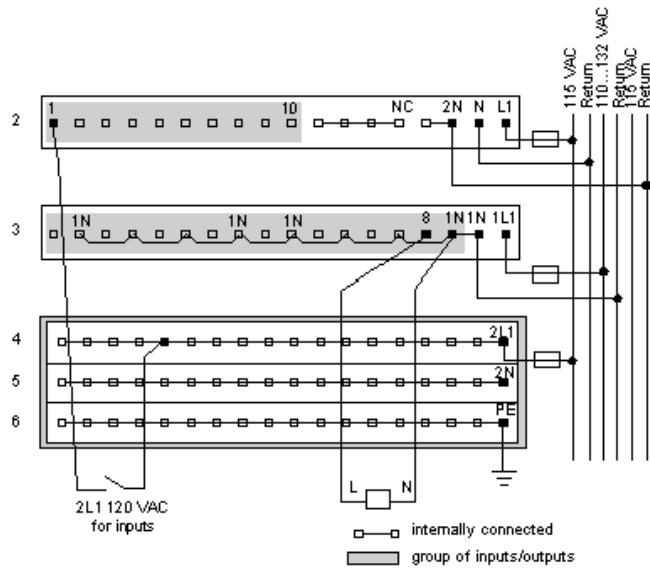 115 VAC
Return
110...132 VAC
Return
115 VAC
Return
1 10 NC 2N N L1
2
1N 1N 1N 8 1N 1N 1L1
3
4 2L1
5 2N
6 PE
L N
2L1 120 VAC
for inputs
internally connected
group of inputs/outputs